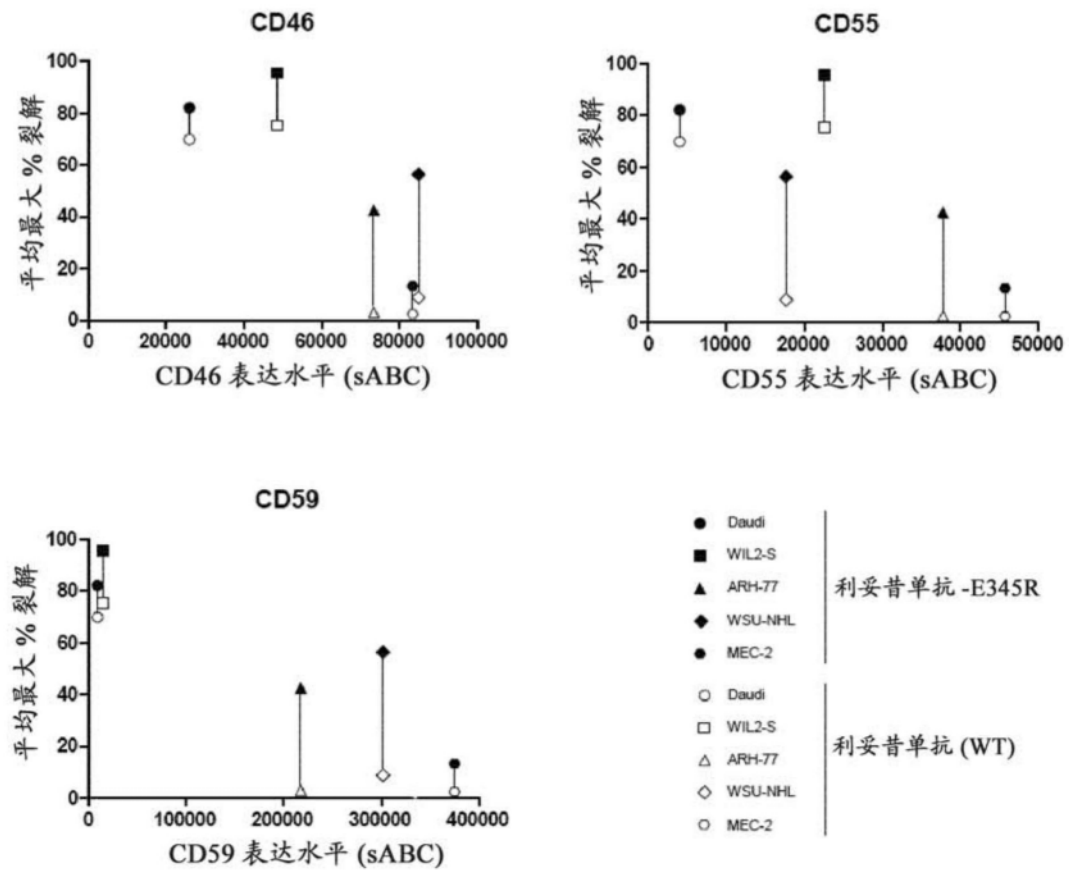 CD46
平均最大 % 裂解
100
80
60
40
20
0
0 20000 40000 60000 80000 100000
CD46 表达水平 (sABC)
CD55
平均最大 % 裂解
100
80
60
40
20
0
0 10000 20000 30000 40000 50000
CD55 表达水平 (sABC)
CD59
平均最大 % 裂解
100
80
60
40
20
0
0 100000 200000 300000 400000
CD59 表达水平 (sABC)
Daudi
WIL2-S
ARH-77
WSU-NHL
MEC-2
利妥昔单抗 -E345R
Daudi
WIL2-S
ARH-77
WSU-NHL
MEC-2
利妥昔单抗 (WT)